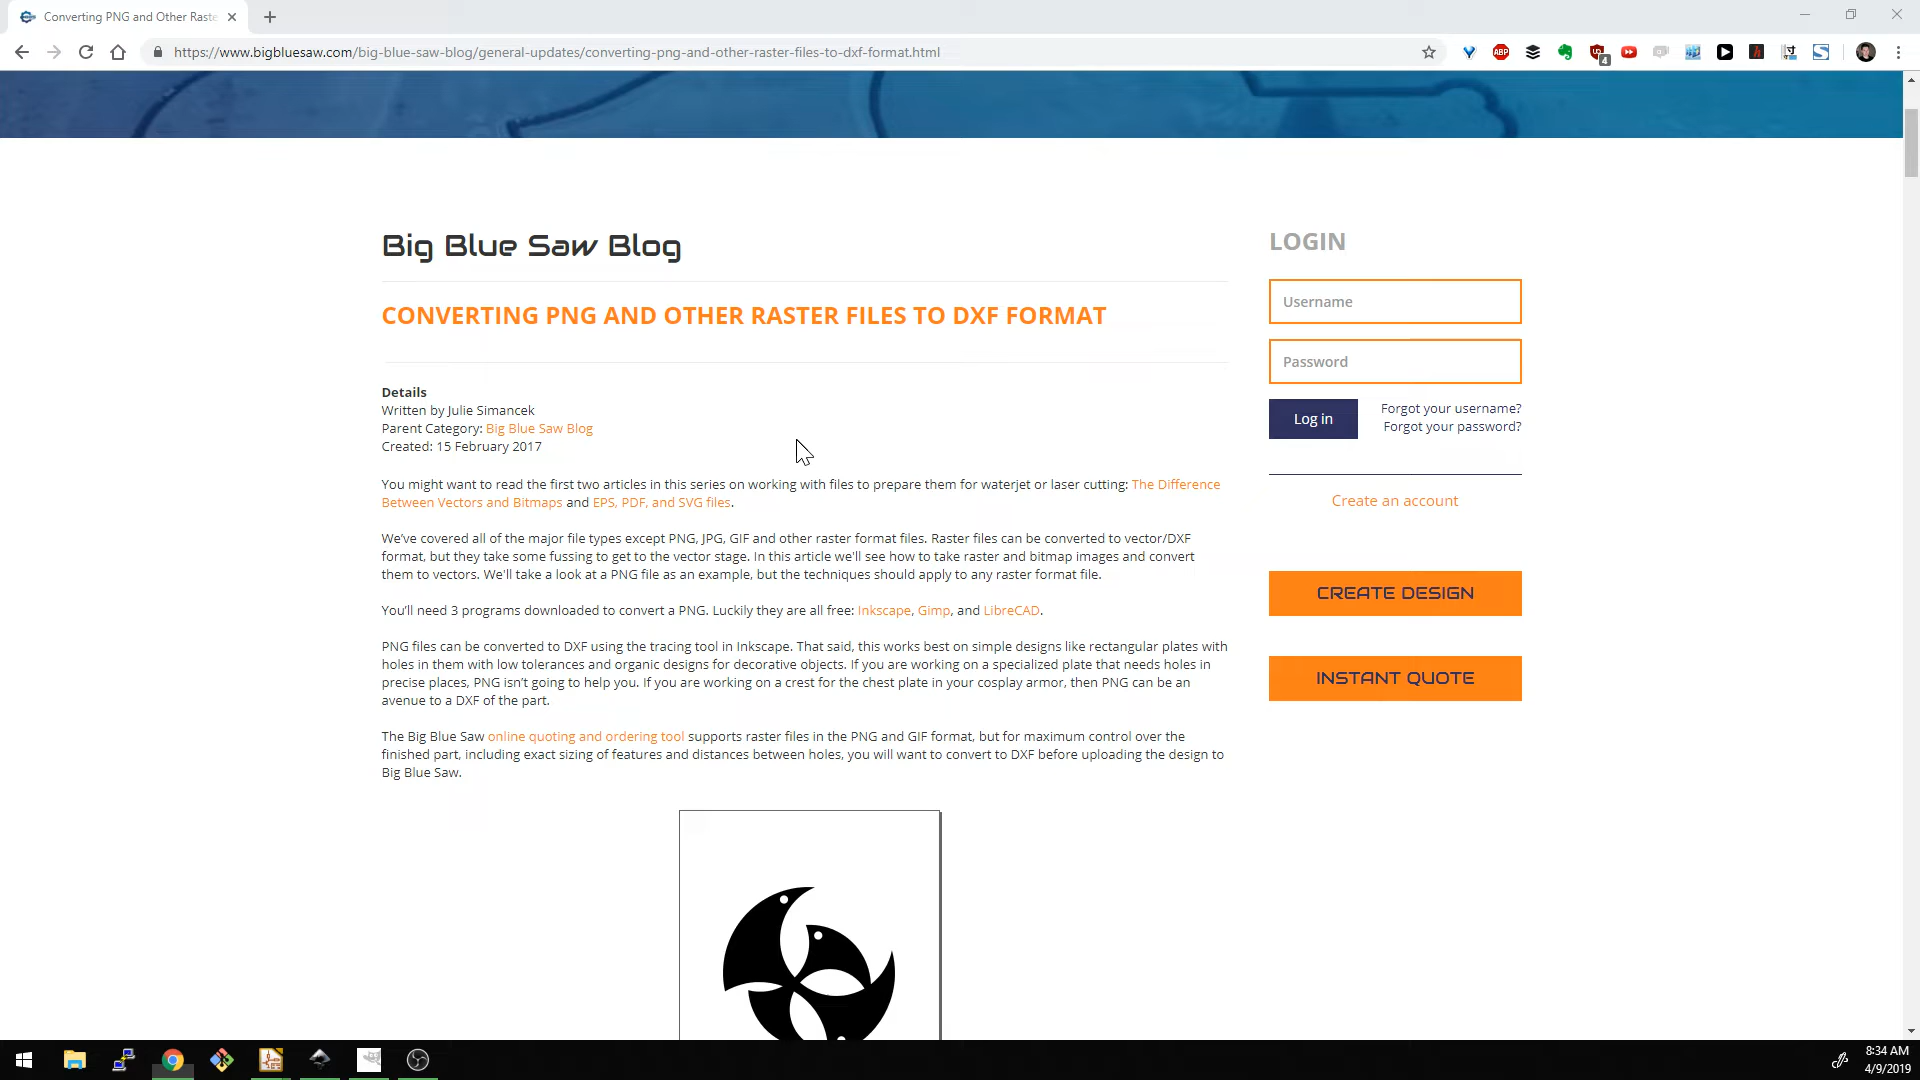 Converting PNG and Other Raste
https://www.bigbluesaw.com/big-blue-saw-blog/general-updates/converting-png-and-other-raster-files-to-dxf-format.html
ABP
4
Big Blue Saw Blog
CONVERTING PNG AND OTHER RASTER FILES TO DXF FORMAT
Details
Written by Julie Simancek
Parent Category: Big Blue Saw Blog
Created: 15 February 2017
You might want to read the first two articles in this series on working with files to prepare them for waterjet or laser cutting: The Difference
Between Vectors and Bitmaps and EPS, PDF, and SVG files.
We’ve covered all of the major file types except PNG, JPG, GIF and other raster format files. Raster files can be converted to vector/DXF
format, but they take some fussing to get to the vector stage. In this article we'll see how to take raster and bitmap images and convert
them to vectors. We'll take a look at a PNG file as an example, but the techniques should apply to any raster format file.
You’ll need 3 programs downloaded to convert a PNG. Luckily they are all free: Inkscape, Gimp, and LibreCAD.
PNG files can be converted to DXF using the tracing tool in Inkscape. That said, this works best on simple designs like rectangular plates with
holes in them with low tolerances and organic designs for decorative objects. If you are working on a specialized plate that needs holes in
precise places, PNG isn’t going to help you. If you are working on a crest for the chest plate in your cosplay armor, then PNG can be an
avenue to a DXF of the part.
The Big Blue Saw online quoting and ordering tool supports raster files in the PNG and GIF format, but for maximum control over the
finished part, including exact sizing of features and distances between holes, you will want to convert to DXF before uploading the design to
Big Blue Saw.
LOGIN
Username
Password
Log in
Forgot your username?
Forgot your password?
Create an account
CREATE DESIGN
INSTANT QUOTE
8:34 AM
4/9/2019